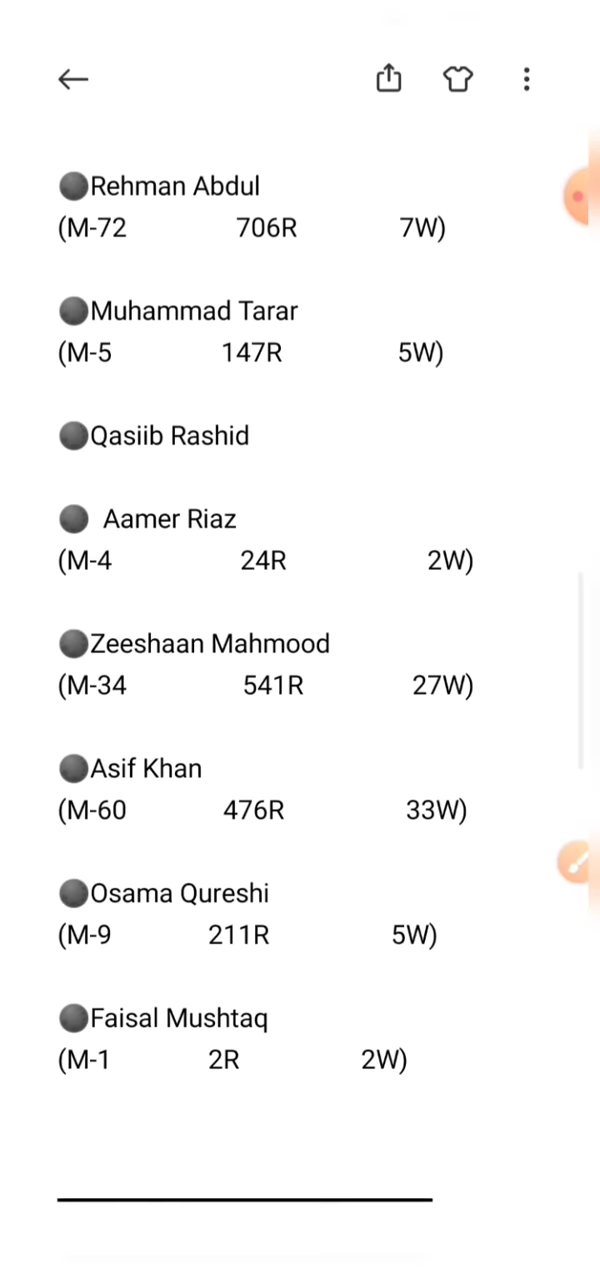 ⚫Rehman Abdul
(M-72 706R 7W)
⚫Muhammad Tarar
(M-5 147R 5W)
⚫Qasiib Rashid
⚫ Aamer Riaz
(M-4 24R 2W)
⚫Zeeshaan Mahmood
(M-34 541R 27W)
⚫Asif Khan
(M-60 476R 33W)
⚫Osama Qureshi
(M-9 211R 5W)
⚫Faisal Mushtaq
(M-1 2R 2W)